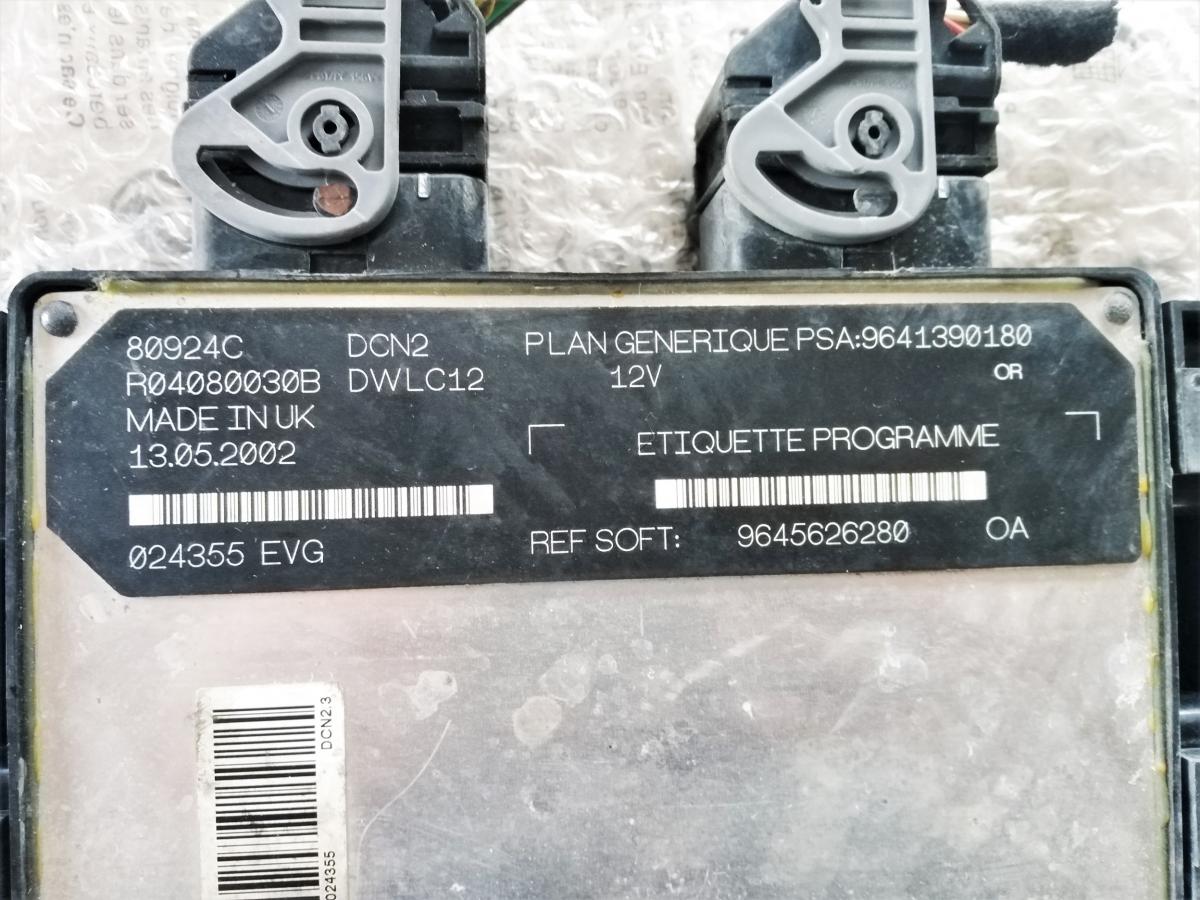 80924C DCN2 PLAN GENERIQUE PSA:9641390180
R04080030B DWLC12 12V OR
MADE IN UK
13.05.2002
ETIQUETTE PROGRAMME
REF SOFT: 9645626280 OA
024355 EVG
DCN2.3
024355